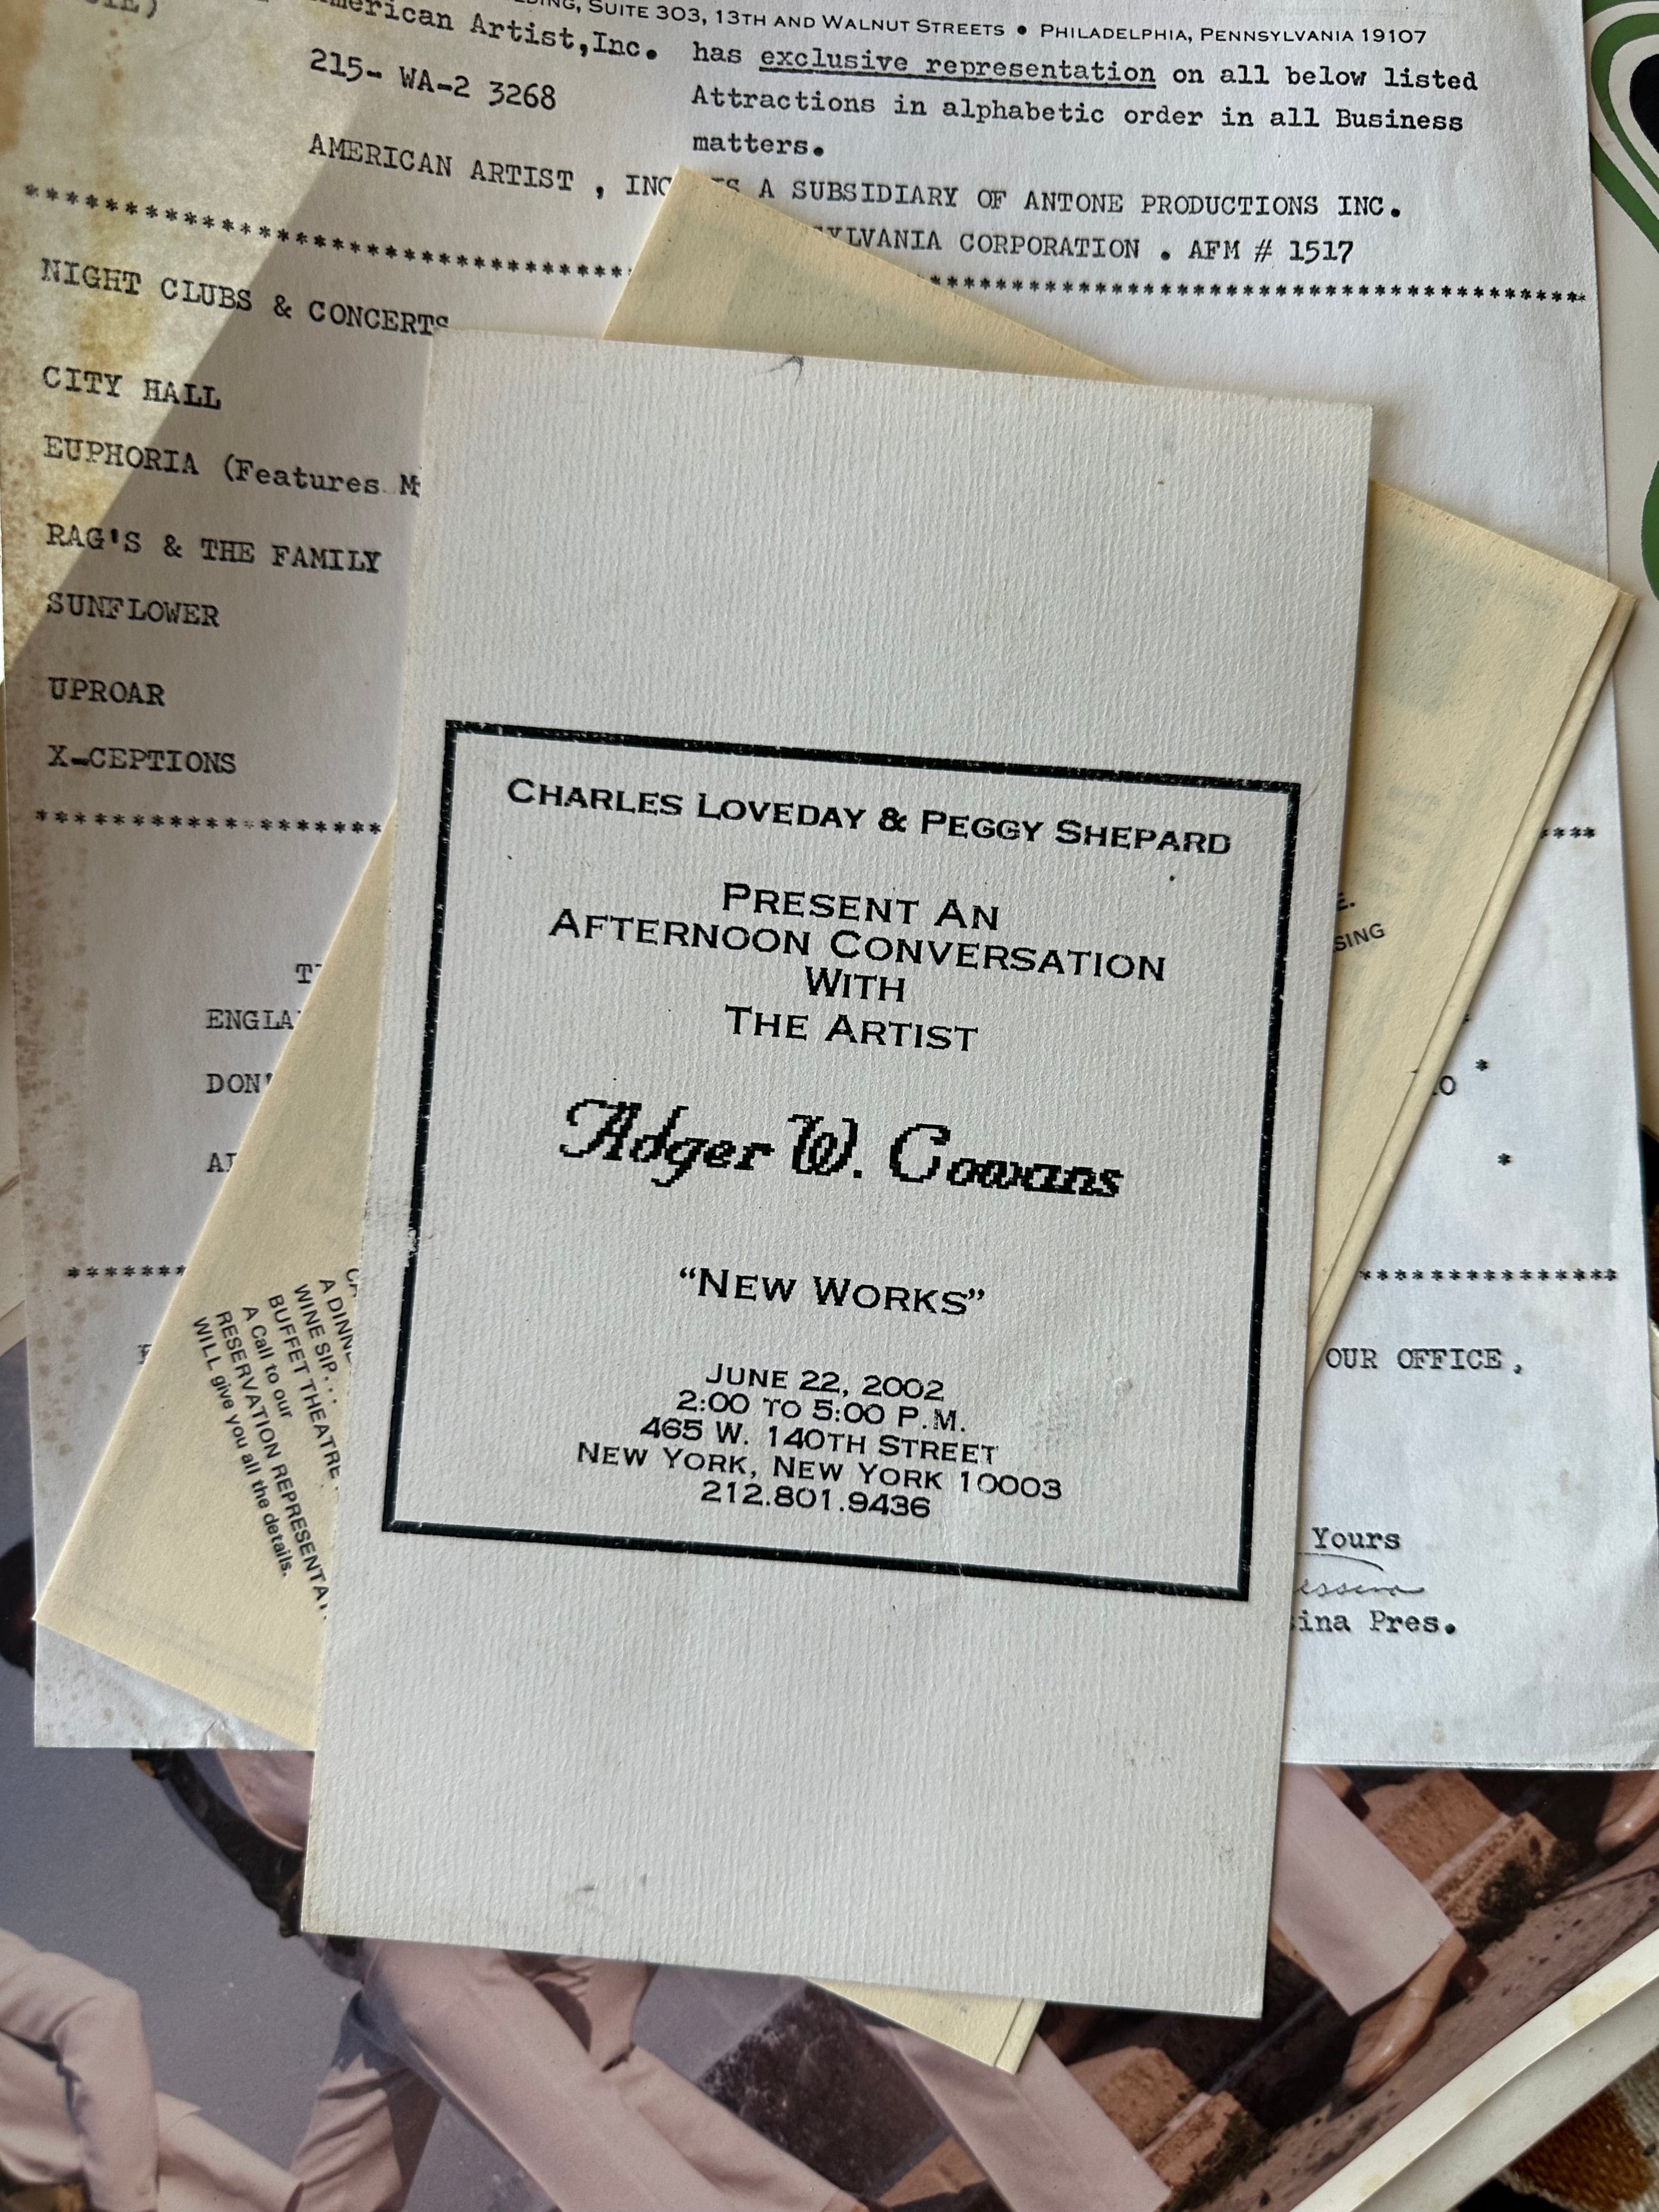 SUITE 303, 13TH AND WALNUT STREETS • PHILADELPHIA, PENNSYLVANIA 19107
American Artist,Inc. has exclusive representation on all below listed
215- WA-2 3268 Attractions in alphabetic order in all Business
matters.
AMERICAN ARTIST , INC IS A SUBSIDIARY OF ANTONE PRODUCTIONS INC.
CORPORATION . AFM # 1517
NIGHT CLUBS & CONCERTS
CITY HALL
EUPHORIA (Features
RAG'S & THE FAMILY
SUNFLOWER
UPROAR
X-CEPTIONS
OUR OFFICE,
Yours
Pres.
A DINNE
WINE SIP. . .
BUFFET THEATRE
A Call to our
RESERVATION REPRESENTA
WILL give you all the details.
CHARLES LOVEDAY & PEGGY SHEPARD
PRESENT AN
AFTERNOON CONVERSATION
WITH
THE ARTIST
Adger W. Cowans
“NEW WORKS”
JUNE 22, 2002
2:00 TO 5:00 P.M.
465 W. 140TH STREET
NEW YORK, NEW YORK 10003
212.801.9436